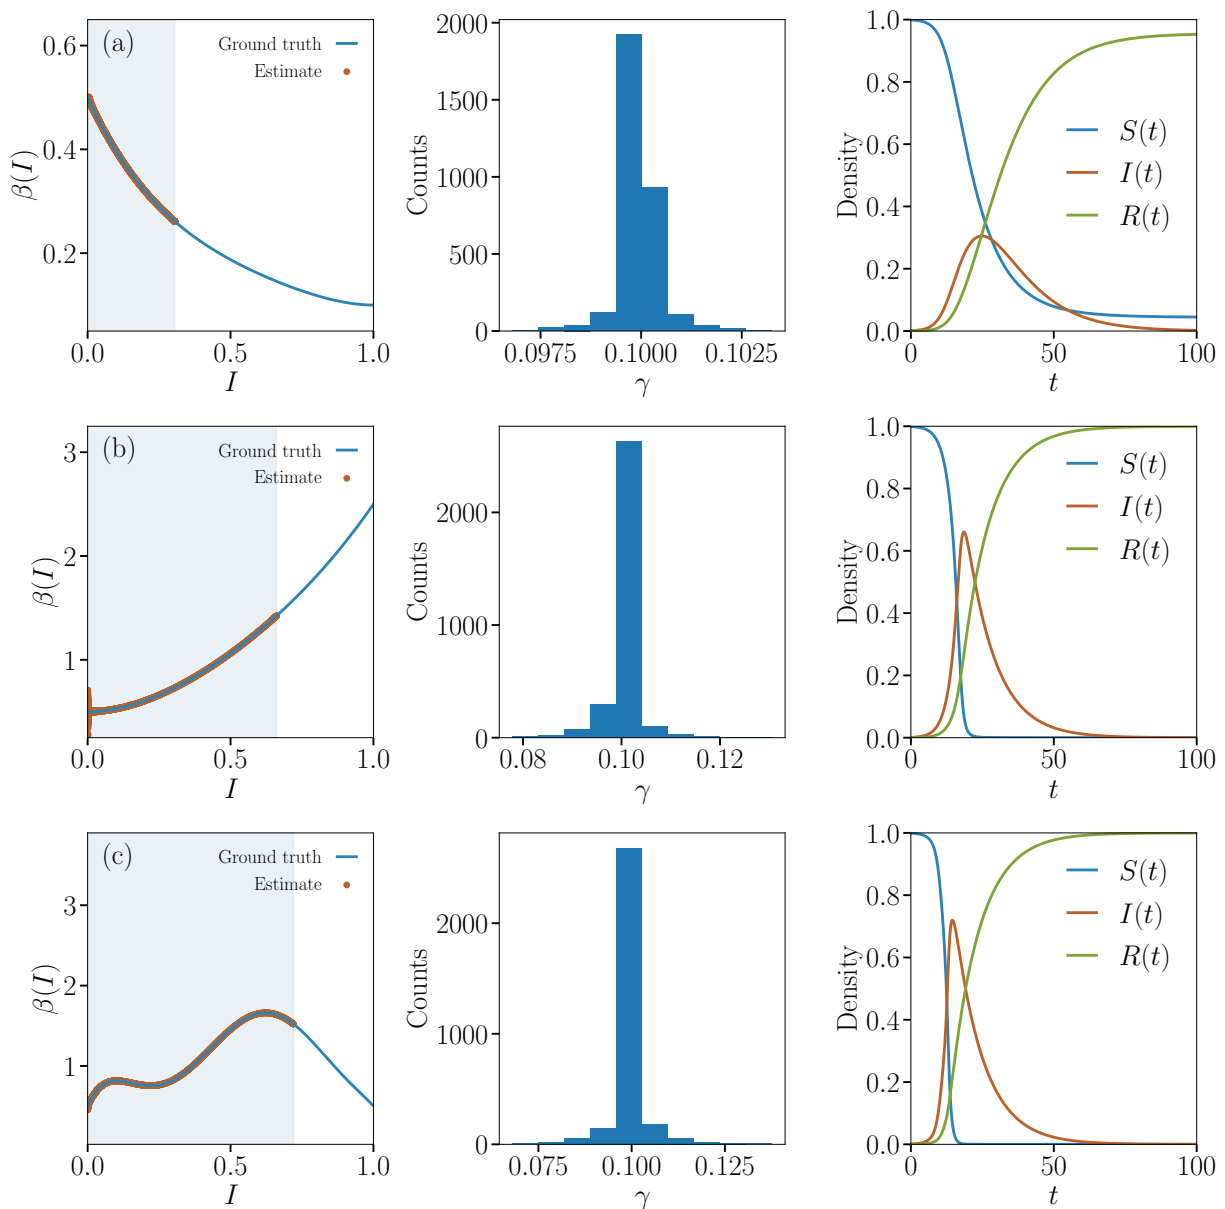 (a)
Ground truth
Estimate
β(I)
0.6
0.4
0.2
0.0 0.5 1.0
I
Counts
2000
1500
1000
500
0
0.0975 0.1000 0.1025
γ
Density
1.0
0.8
0.6
0.4
0.2
0.0
S(t)
I(t)
R(t)
0 50 100
t
(b)
Ground truth
Estimate
β(I)
3
2
1
0.0 0.5 1.0
I
Counts
2000
1000
0
0.08 0.10 0.12
γ
Density
1.0
0.8
0.6
0.4
0.2
0.0
S(t)
I(t)
R(t)
0 50 100
t
(c)
Ground truth
Estimate
β(I)
3
2
1
0.0 0.5 1.0
I
Counts
2000
1000
0
0.075 0.100 0.125
γ
Density
1.0
0.8
0.6
0.4
0.2
0.0
S(t)
I(t)
R(t)
0 50 100
t